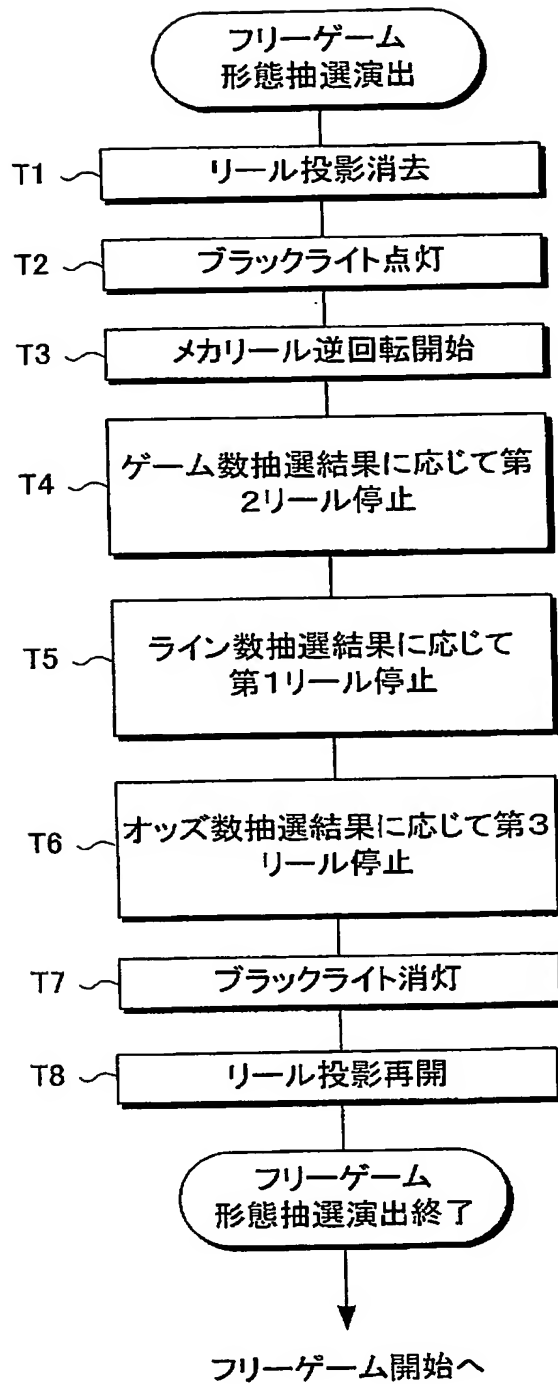 フリーゲーム
形態抽選演出
T1 リール投影消去
T2 ブラックライト点灯
T3 メカリール逆回転開始
T4 ゲーム数抽選結果に応じて第
2リール停止
T5 ライン数抽選結果に応じて
第1リール停止
T6 オッズ数抽選結果に応じて第3
リール停止
T7 ブラックライト消灯
T8 リール投影再開
フリーゲーム
形態抽選演出終了
フリーゲーム開始へ